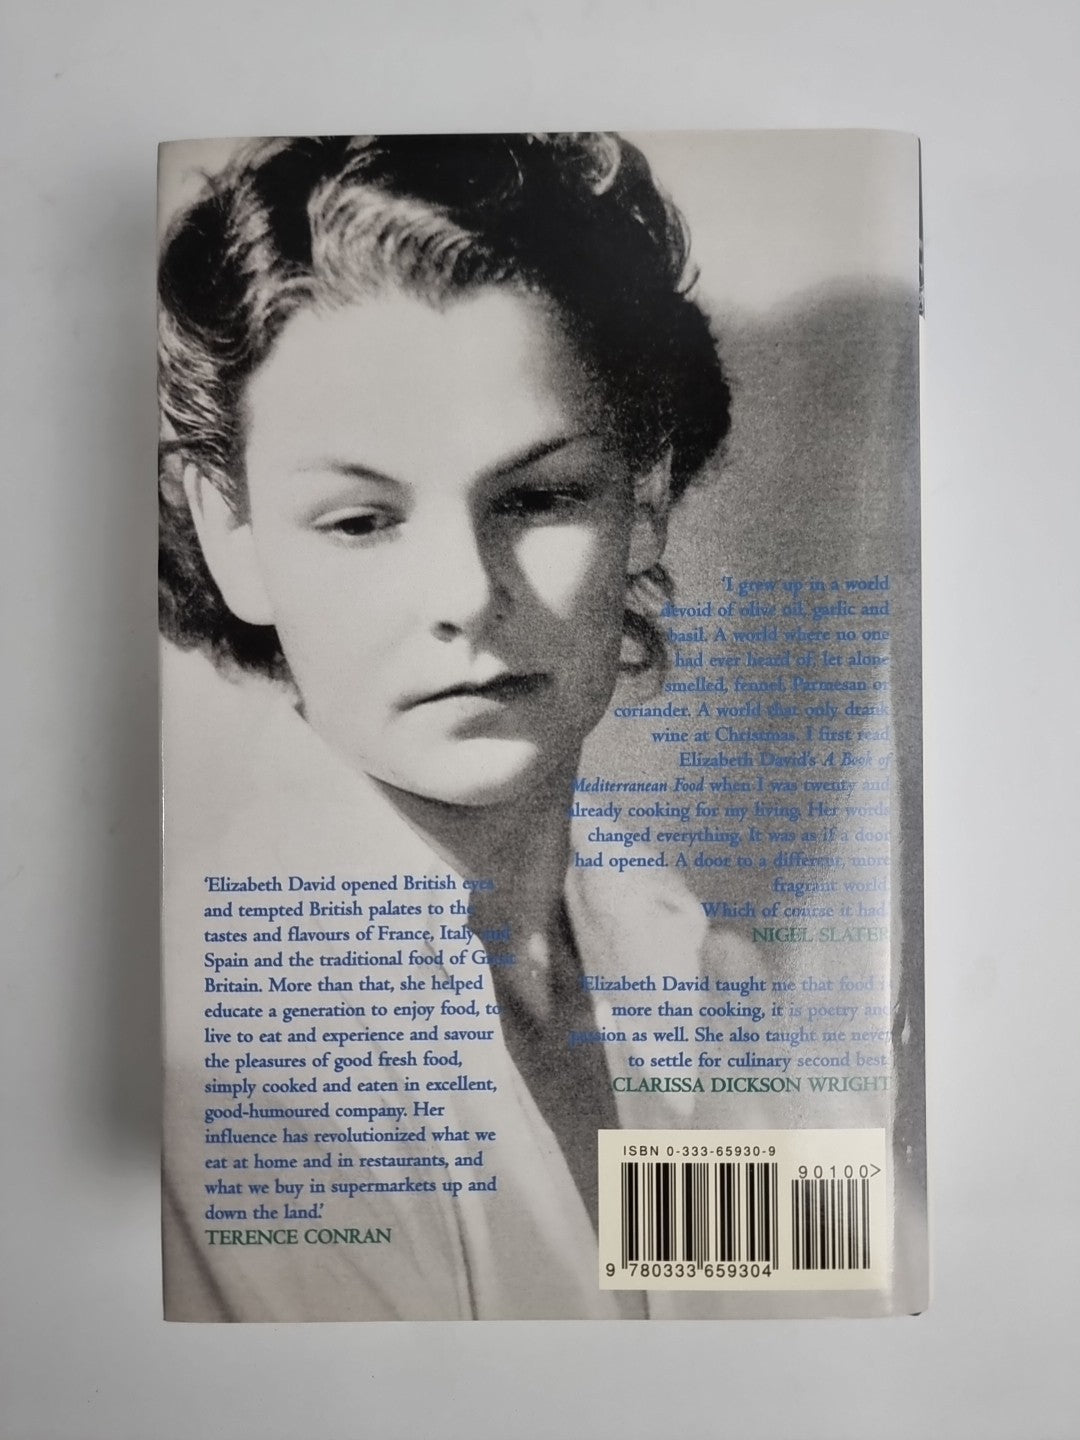 'I grew up in a world
devoid of olive oil, garlic and
basil. A world where no one
had ever heard of, let alone
smelled, fennel, Parmesan or
coriander. A world that only drank
wine at Christmas. I first read
Elizabeth David's A Book of
Mediterranean Food when I was twenty and
already cooking for my living. Her words
changed everything. It was as if a door
had opened. A door to a different, more
fragrant world.
Which of course it had.
NIGEL SLATER
'Elizabeth David taught me that food is
more than cooking, it is poetry and
passion as well. She also taught me never
to settle for culinary second best.
CLARISSA DICKSON WRIGHT
'Elizabeth David opened British eyes
and tempted British palates to the
tastes and flavours of France, Italy and
Spain and the traditional food of Great
Britain. More than that, she helped
educate a generation to enjoy food, to
live to eat and experience and savour
the pleasures of good fresh food,
simply cooked and eaten in excellent,
good-humoured company. Her
influence has revolutionized what we
eat at home and in restaurants, and
what we buy in supermarkets up and
down the land.'
TERENCE CONRAN
ISBN 0-333-65930-9
90100>
9 780333 659304